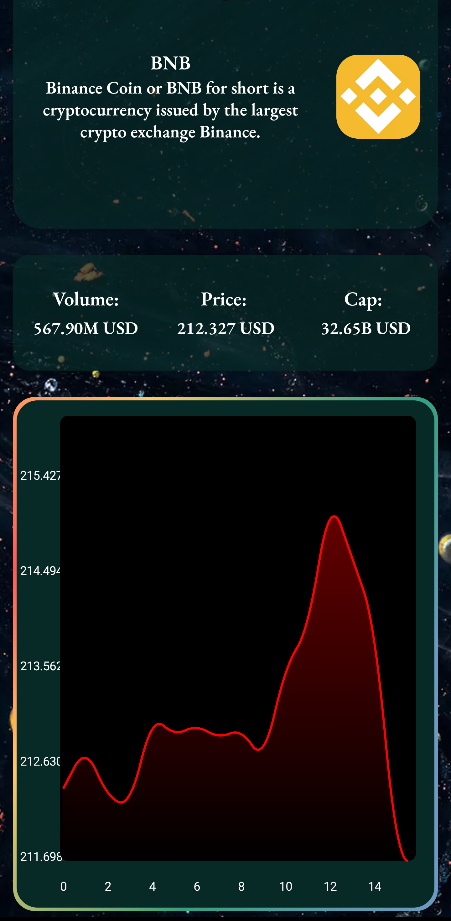 BNB
Binance Coin or BNB for short is a
cryptocurrency issued by the largest
crypto exchange Binance.
Volume: Price: Cap:
567.90M USD 212.327 USD 32.65B USD
215.427
214.494
213.562
212.630
211.698
0 2 4 6 8 10 12 14